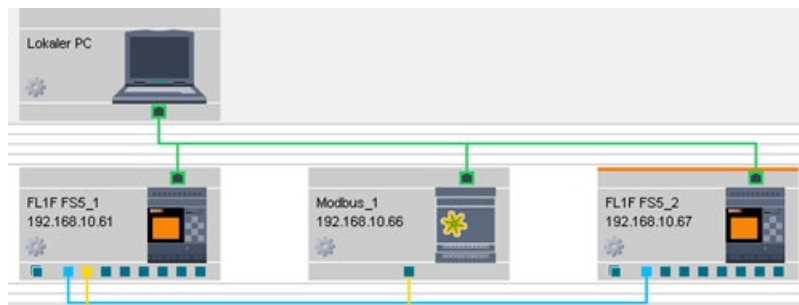 Lokaler PC
FL1F FS5_1
192.168.10.61
Modbus_1
192.168.10.66
FL1F FS5_2
192.168.10.67